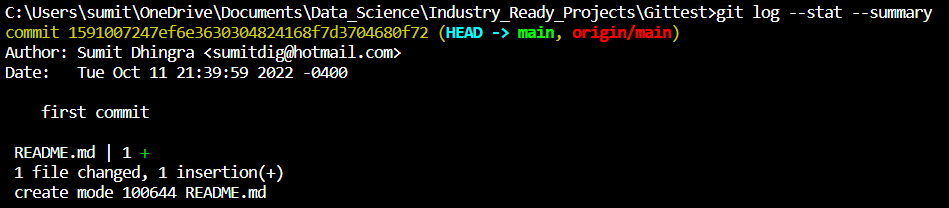 C:\Users\sumit\OneDrive\Documents\Data_Science\Industry_Ready_Projects\Gittest>git log --stat --summary
commit 1591007247ef6e3630304824168f7d3704680f72 (HEAD -> main, origin/main)
Author: Sumit Dhingra <sumitdig@hotmail.com>
Date:   Tue Oct 11 21:39:59 2022 -0400
    first commit
 README.md | 1 +
 1 file changed, 1 insertion(+)
 create mode 100644 README.md